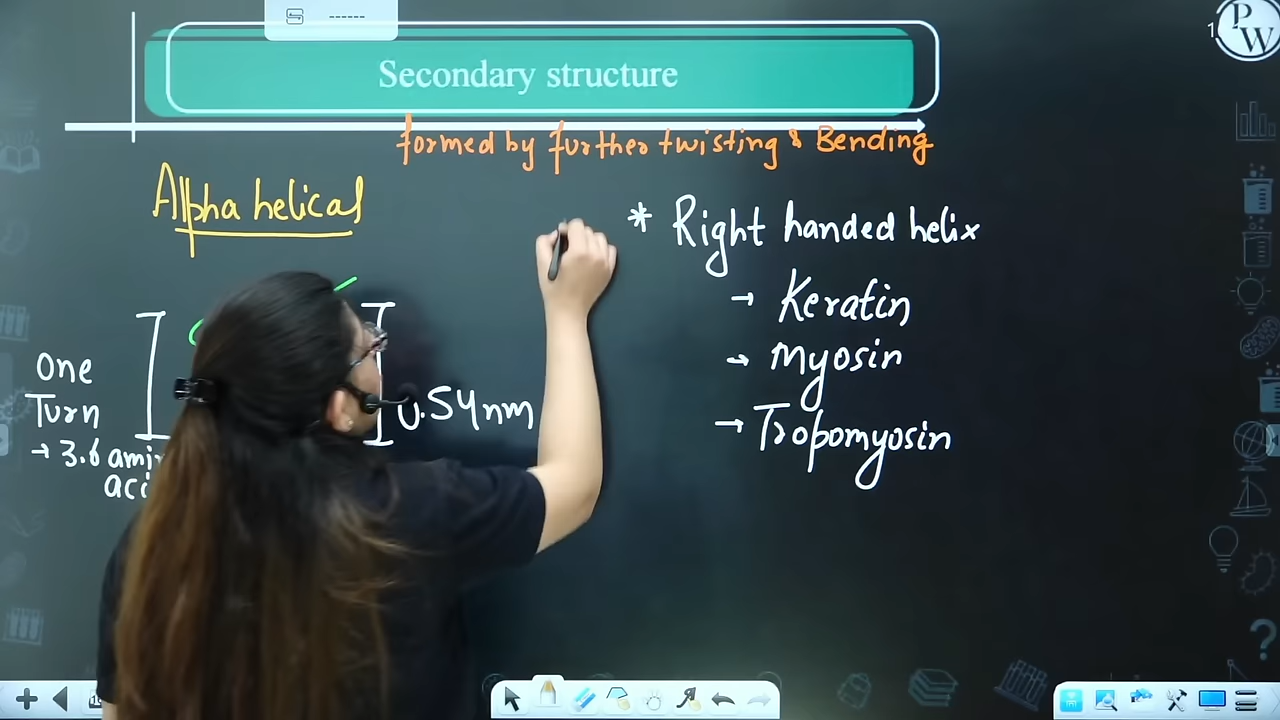 Secondary structure
formed by further twisting & Bending
Alpha helical
* Right handed helix
→ Keratin
→ Myosin
→ Tropomyosin
One
Turn
→ 3.6
0.54nm
PW